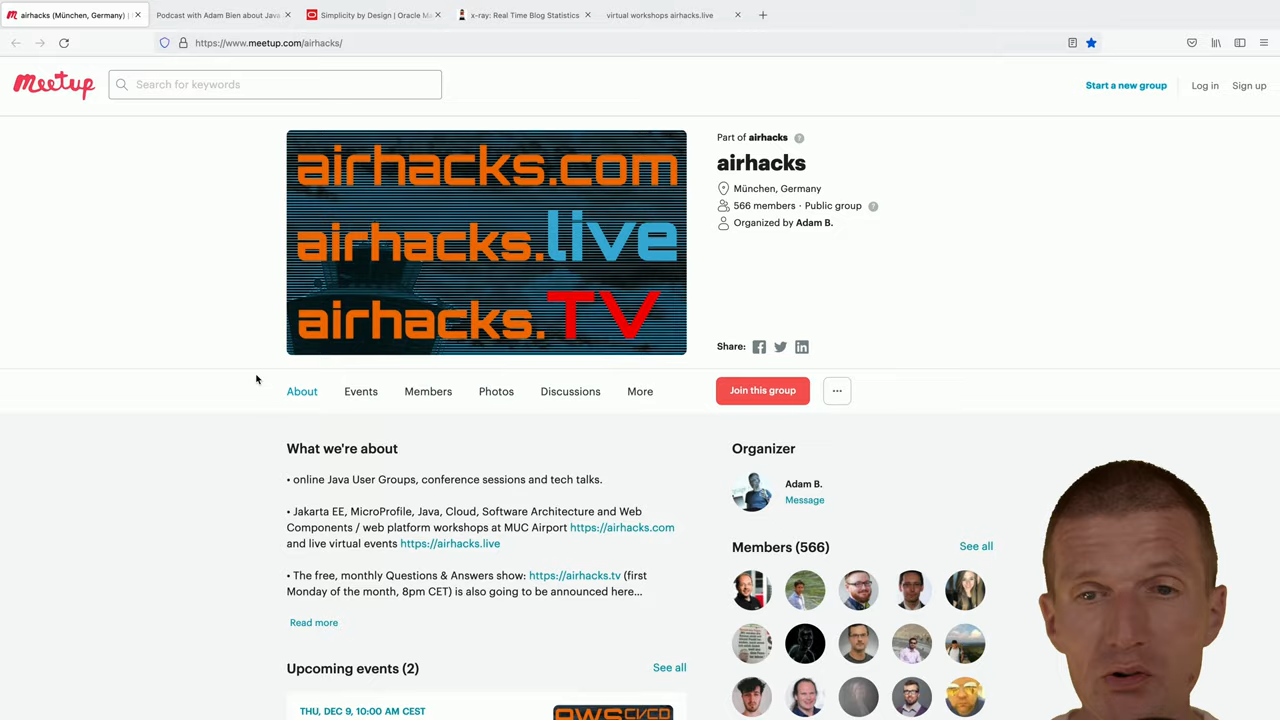 airhacks (München, Germany) |
Podcast with Adam Bien about Java
Simplicity by Design | Oracle Ma
x-ray: Real Time Blog Statistics
virtual workshops airhacks.live
https://www.meetup.com/airhacks/
meetup
Search for keywords
Start a new group
Log in
Sign up
airhacks.com
airhacks.live
airhacks.TV
Part of airhacks ?
airhacks
München, Germany
566 members · Public group ?
Organized by Adam B.
Share:
About
Events
Members
Photos
Discussions
More
Join this group
What we're about
• online Java User Groups, conference sessions and tech talks.
• Jakarta EE, MicroProfile, Java, Cloud, Software Architecture and Web
Components / web platform workshops at MUC Airport https://airhacks.com
and live virtual events https://airhacks.live
• The free, monthly Questions & Answers show: https://airhacks.tv (first
Monday of the month, 8pm CET) is also going to be announced here...
Read more
Upcoming events (2)
See all
THU, DEC 9, 10:00 AM CEST
AWS CI/CD
Organizer
Adam B.
Message
Members (566)
See all